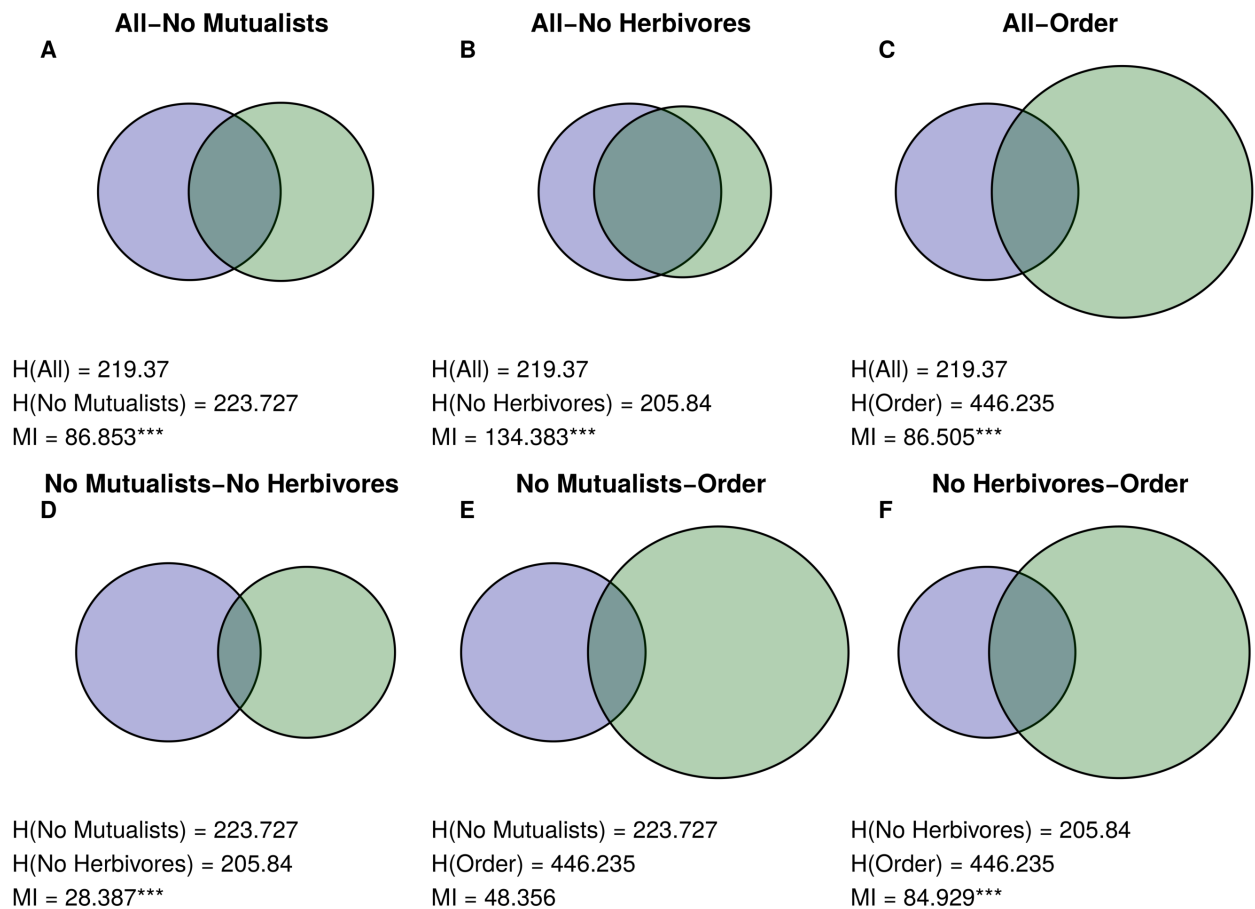 All−No Mutualists
A
H(All) = 219.37
H(No Mutualists) = 223.727
MI = 86.853***
All−No Herbivores
B
H(All) = 219.37
H(No Herbivores) = 205.84
MI = 134.383***
All−Order
C
H(All) = 219.37
H(Order) = 446.235
MI = 86.505***
No Mutualists−No Herbivores
D
H(No Mutualists) = 223.727
H(No Herbivores) = 205.84
MI = 28.387***
No Mutualists−Order
E
H(No Mutualists) = 223.727
H(Order) = 446.235
MI = 48.356
No Herbivores−Order
F
H(No Herbivores) = 205.84
H(Order) = 446.235
MI = 84.929***